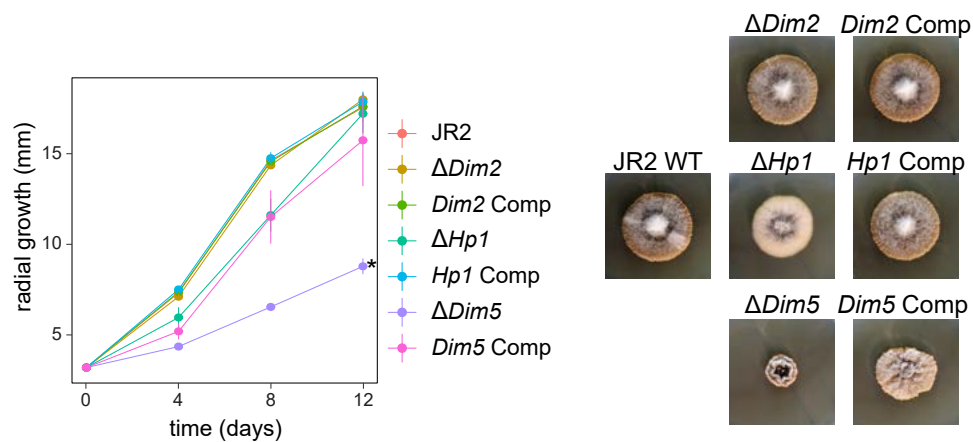 radial growth (mm)
15
10
5
0
4
8
12
time (days)
*
JR2
ΔDim2
Dim2 Comp
ΔHp1
Hp1 Comp
ΔDim5
Dim5 Comp
ΔDim2
Dim2 Comp
JR2 WT
ΔHp1
Hp1 Comp
ΔDim5
Dim5 Comp